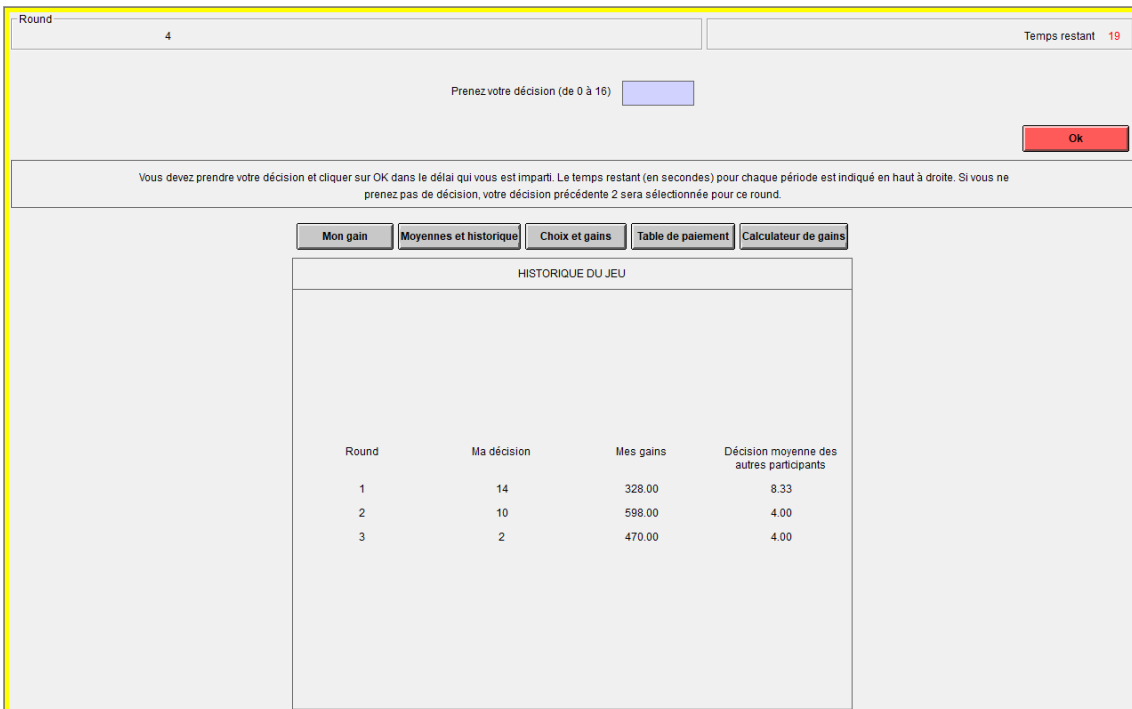 Round
4
Temps restant 19
Prenez votre décision (de 0 à 16)
Ok
Vous devez prendre votre décision et cliquer sur OK dans le délai qui vous est imparti. Le temps restant (en secondes) pour chaque période est indiqué en haut à droite. Si vous ne
prenez pas de décision, votre décision précédente 2 sera sélectionnée pour ce round.
Mon gain Moyennes et historique Choix et gains Table de paiement Calculateur de gains
HISTORIQUE DU JEU
Round Ma décision Mes gains Décision moyenne des
autres participants
1 14 328.00 8.33
2 10 598.00 4.00
3 2 470.00 4.00